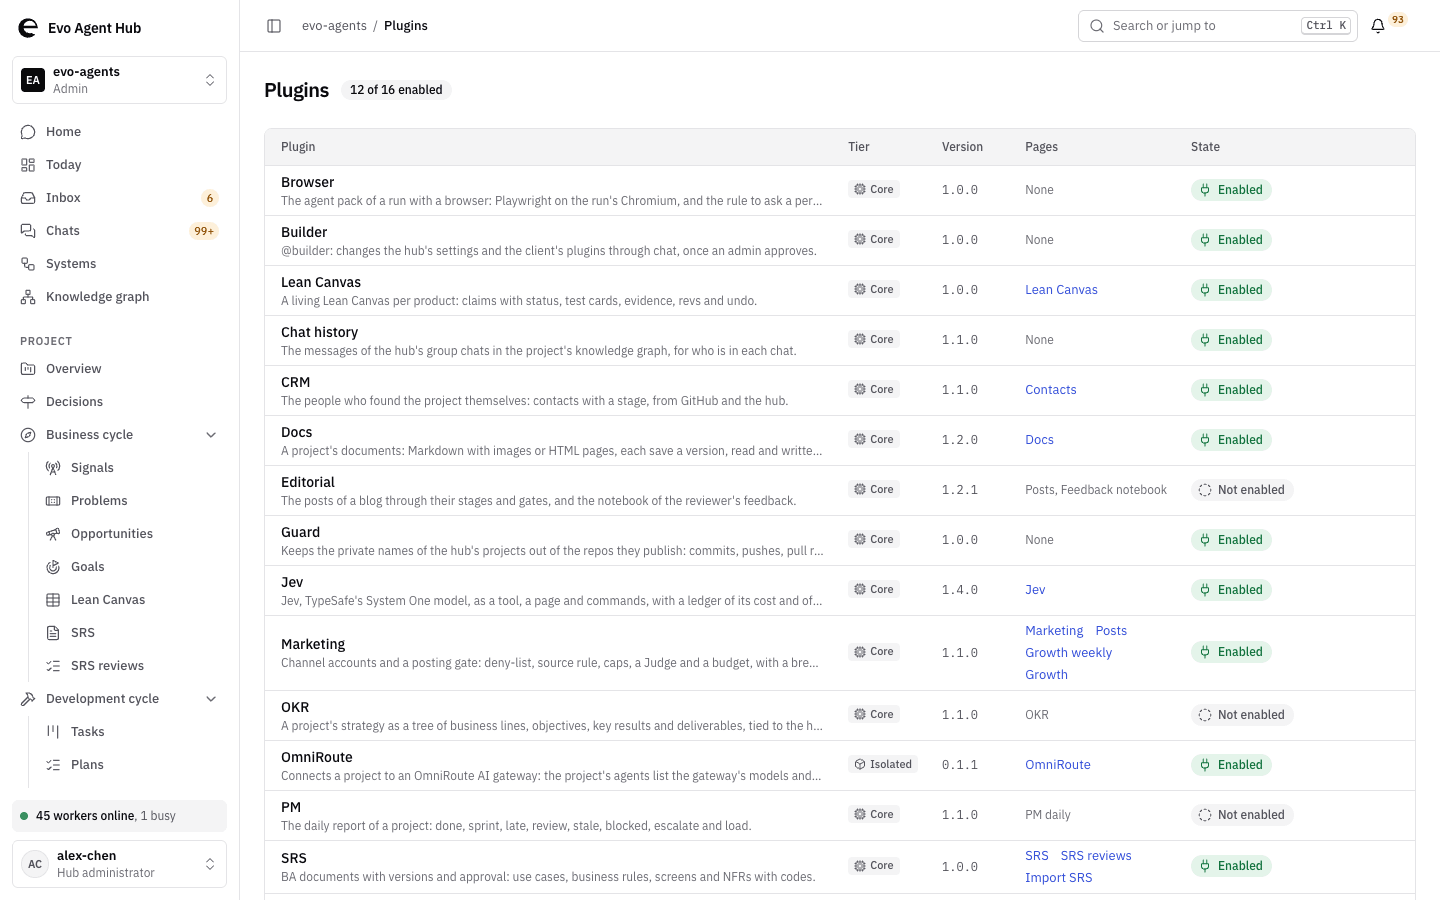 Evo Agent Hub
EA
evo-agents
Admin
Home
Today
Inbox
6
Chats
99+
Systems
Knowledge graph
PROJECT
Overview
Decisions
Business cycle
Signals
Problems
Opportunities
Goals
Lean Canvas
SRS
SRS reviews
Development cycle
Tasks
Plans
45 workers online, 1 busy
AC
alex-chen
Hub administrator
evo-agents / Plugins
Search or jump to
Ctrl K
93
Plugins
12 of 16 enabled
Plugin Tier Version Pages State
Browser
The agent pack of a run with a browser: Playwright on the run's Chromium, and the rule to ask a per...
Core 1.0.0 None Enabled
Builder
@builder: changes the hub's settings and the client's plugins through chat, once an admin approves.
Core 1.0.0 None Enabled
Lean Canvas
A living Lean Canvas per product: claims with status, test cards, evidence, revs and undo.
Core 1.0.0 Lean Canvas Enabled
Chat history
The messages of the hub's group chats in the project's knowledge graph, for who is in each chat.
Core 1.1.0 None Enabled
CRM
The people who found the project themselves: contacts with a stage, from GitHub and the hub.
Core 1.1.0 Contacts Enabled
Docs
A project's documents: Markdown with images or HTML pages, each save a version, read and writte...
Core 1.2.0 Docs Enabled
Editorial
The posts of a blog through their stages and gates, and the notebook of the reviewer's feedback.
Core 1.2.1 Posts, Feedback notebook Not enabled
Guard
Keeps the private names of the hub's projects out of the repos they publish: commits, pushes, pull r...
Core 1.0.0 None Enabled
Jev
Jev, TypeSafe's System One model, as a tool, a page and commands, with a ledger of its cost and of...
Core 1.4.0 Jev Enabled
Marketing
Channel accounts and a posting gate: deny-list, source rule, caps, a Judge and a budget, with a bre...
Core 1.1.0 Marketing Posts
Growth weekly
Growth
Enabled
OKR
A project's strategy as a tree of business lines, objectives, key results and deliverables, tied to the h...
Core 1.1.0 OKR Not enabled
OmniRoute
Connects a project to an OmniRoute AI gateway: the project's agents list the gateway's models and...
Isolated 0.1.1 OmniRoute Enabled
PM
The daily report of a project: done, sprint, late, review, stale, blocked, escalate and load.
Core 1.1.0 PM daily Not enabled
SRS
BA documents with versions and approval: use cases, business rules, screens and NFRs with codes.
Core 1.0.0 SRS SRS reviews
Import SRS
Enabled